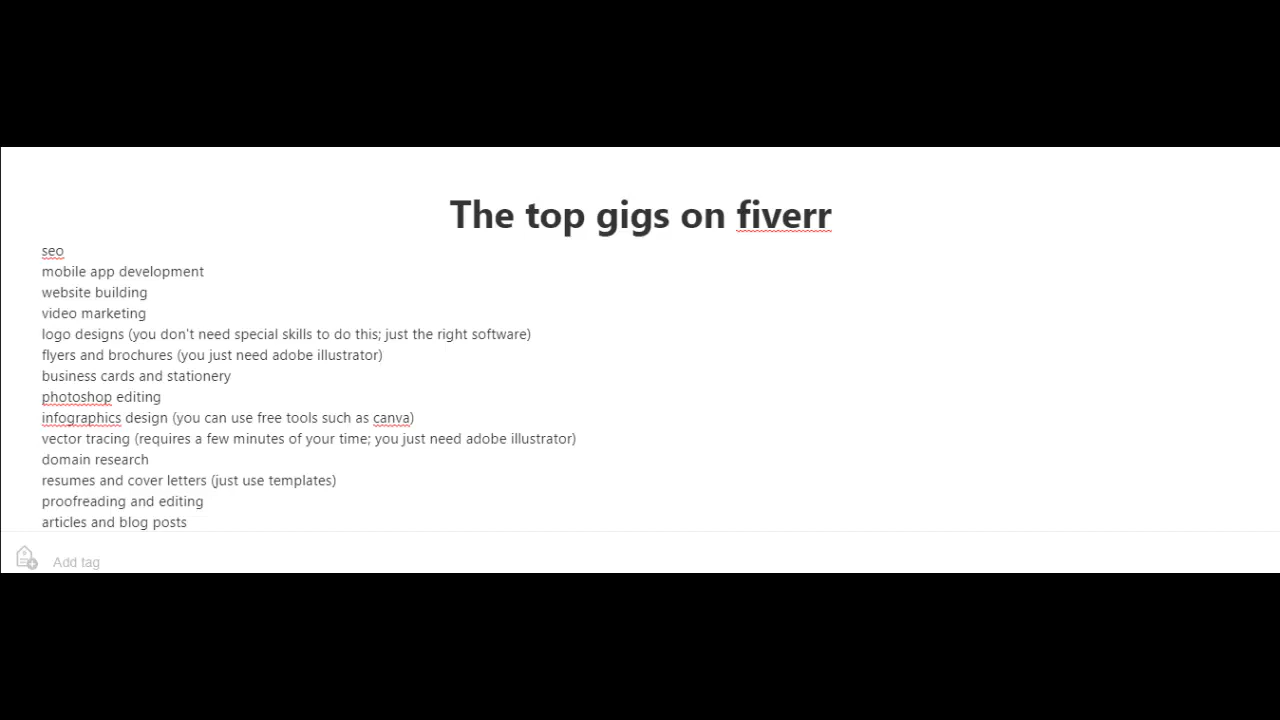 The top gigs on fiverr
seo
mobile app development
website building
video marketing
logo designs (you don't need special skills to do this; just the right software)
flyers and brochures (you just need adobe illustrator)
business cards and stationery
photoshop editing
infographics design (you can use free tools such as canva)
vector tracing (requires a few minutes of your time; you just need adobe illustrator)
domain research
resumes and cover letters (just use templates)
proofreading and editing
articles and blog posts
Add tag